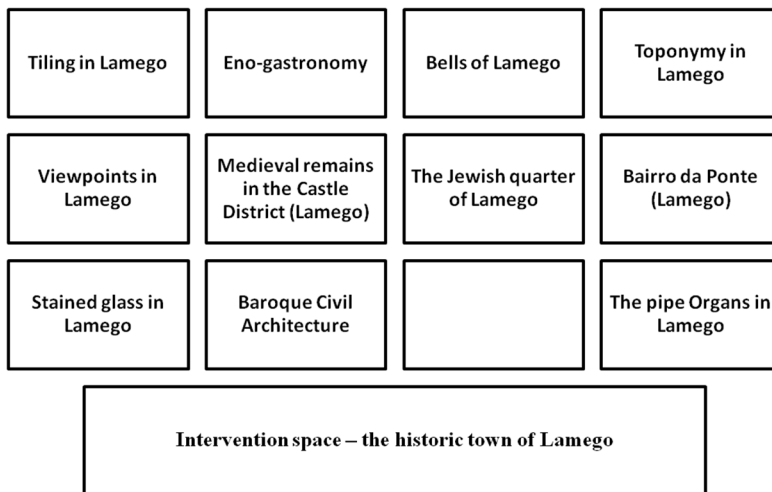 Tiling in Lamego
Eno-gastronomy
Bells of Lamego
Toponymy in
Lamego
Viewpoints in
Lamego
Medieval remains
in the Castle
District (Lamego)
The Jewish quarter
of Lamego
Bairro da Ponte
(Lamego)
Stained glass in
Lamego
Baroque Civil
Architecture
The pipe Organs in
Lamego
Intervention space – the historic town of Lamego